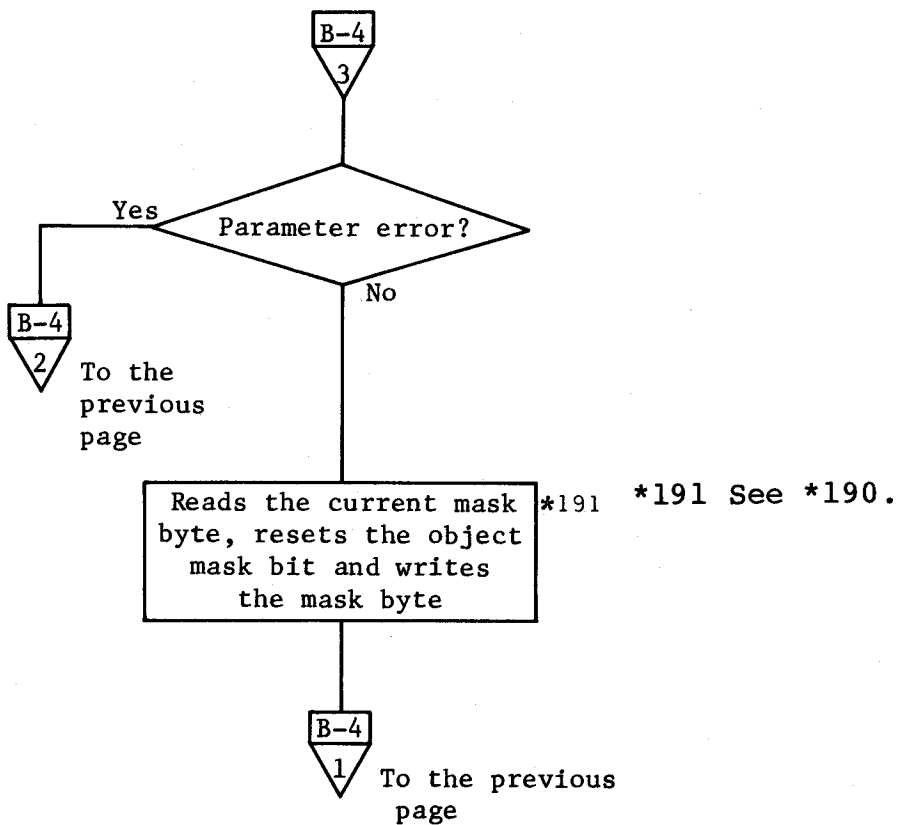 B-4
3
Yes
Parameter error?
No
B-4
2
To the
previous
page
Reads the current mask
byte, resets the object
mask bit and writes
the mask byte
*191
*191 See *190.
B-4
1
To the previous
page